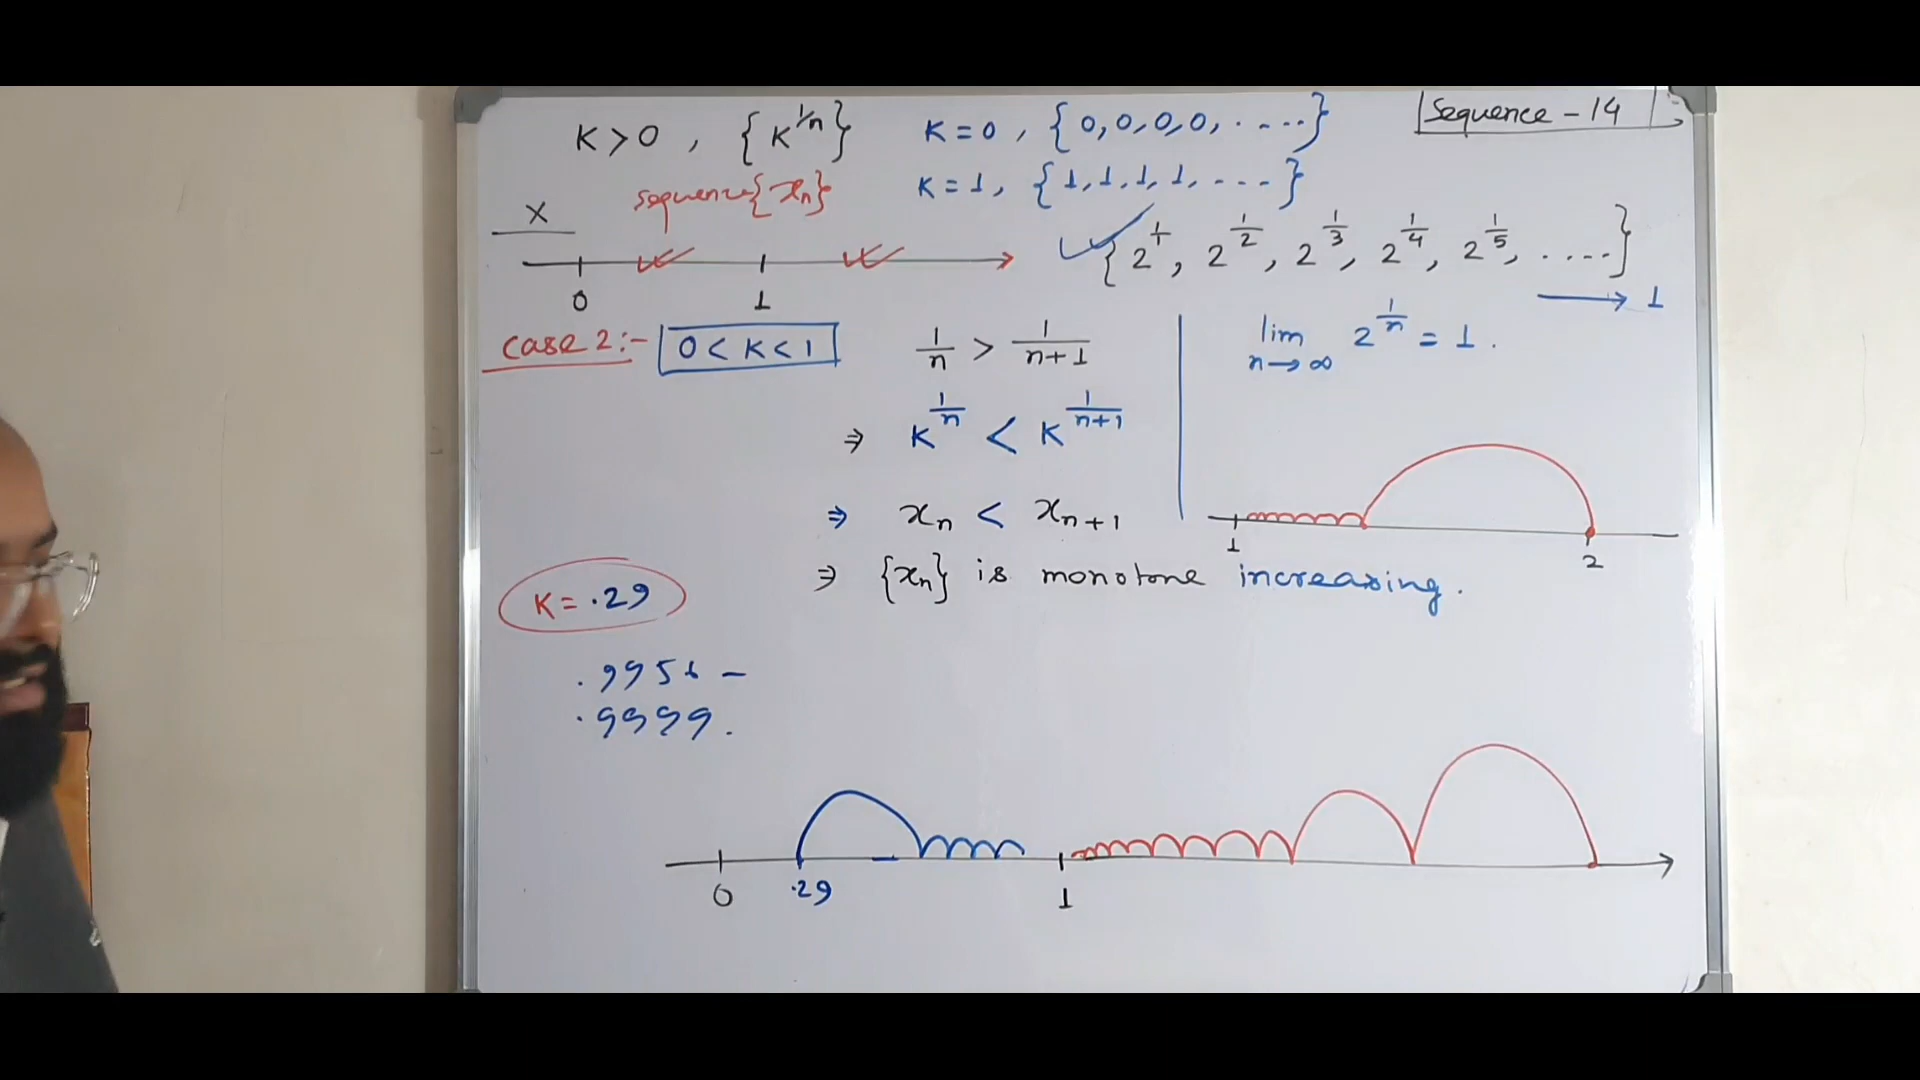 K > 0 , {K^{1/n}} K = 0 , {0, 0, 0, 0, .----} Sequence - 14
sequence {xₙ} K = 1, {1, 1, 1, 1, ----}
X
{2^{1/1}, 2^{1/2}, 2^{1/3}, 2^{1/4}, 2^{1/5}, .....}
0 1
→ 1
Case 2:- 0 < K < 1 1/n > 1/(n+1)
lim n→∞ 2^{1/n} = 1.
⇒ K^{1/n} < K^{1/(n+1)}
⇒ xₙ < xₙ₊₁
1 2
⇒ {xₙ} is monotone increasing.
K = .29
.9999.
0 .29 1